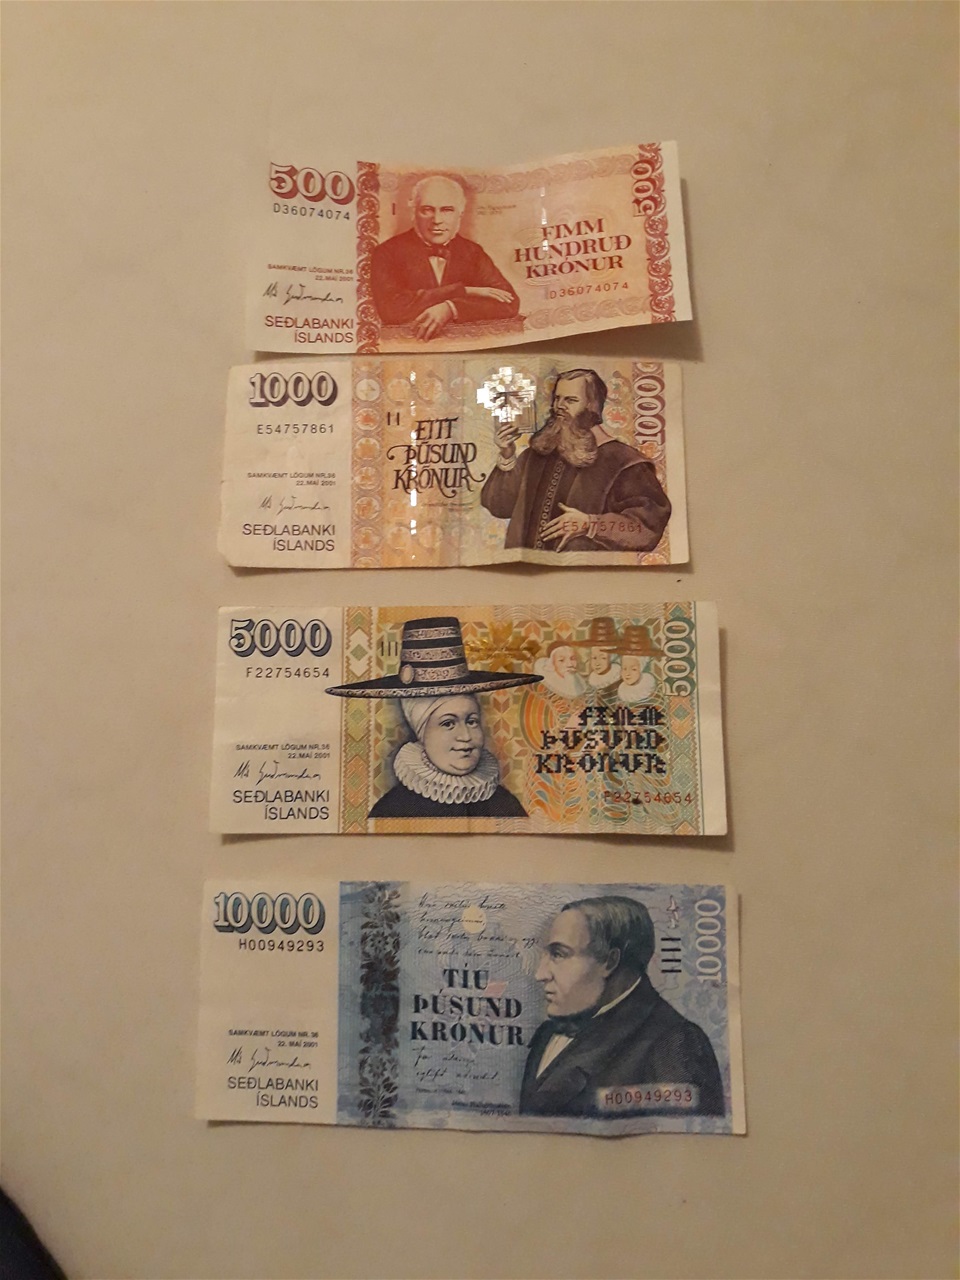 500
D36074074
SAMKVÆMT LÖGUM NR.36
22.MAÍ 2001
SEÐLABANKI
ÍSLANDS
FIMM
HUNDRUÐ
KRÓNUR
D36074074
500
1000
E54757861
SAMKVÆMT LÖGUM NR.36
22.MAÍ 2001
SEÐLABANKI
ÍSLANDS
EITT
ÞÚSUND
KRÓNUR
E54757861
1000
5000
F22754654
SAMKVÆMT LÖGUM NR.36
22.MAÍ 2001
SEÐLABANKI
ÍSLANDS
FIMM
ÞÚSUND
KRÓNUR
F22754654
5000
10000
H00949293
SAMKVÆMT LÖGUM NR. 36
22. MAÍ 2001
SEÐLABANKI
ÍSLANDS
TÍU
ÞÚSUND
KRÓNUR
H00949293
10000